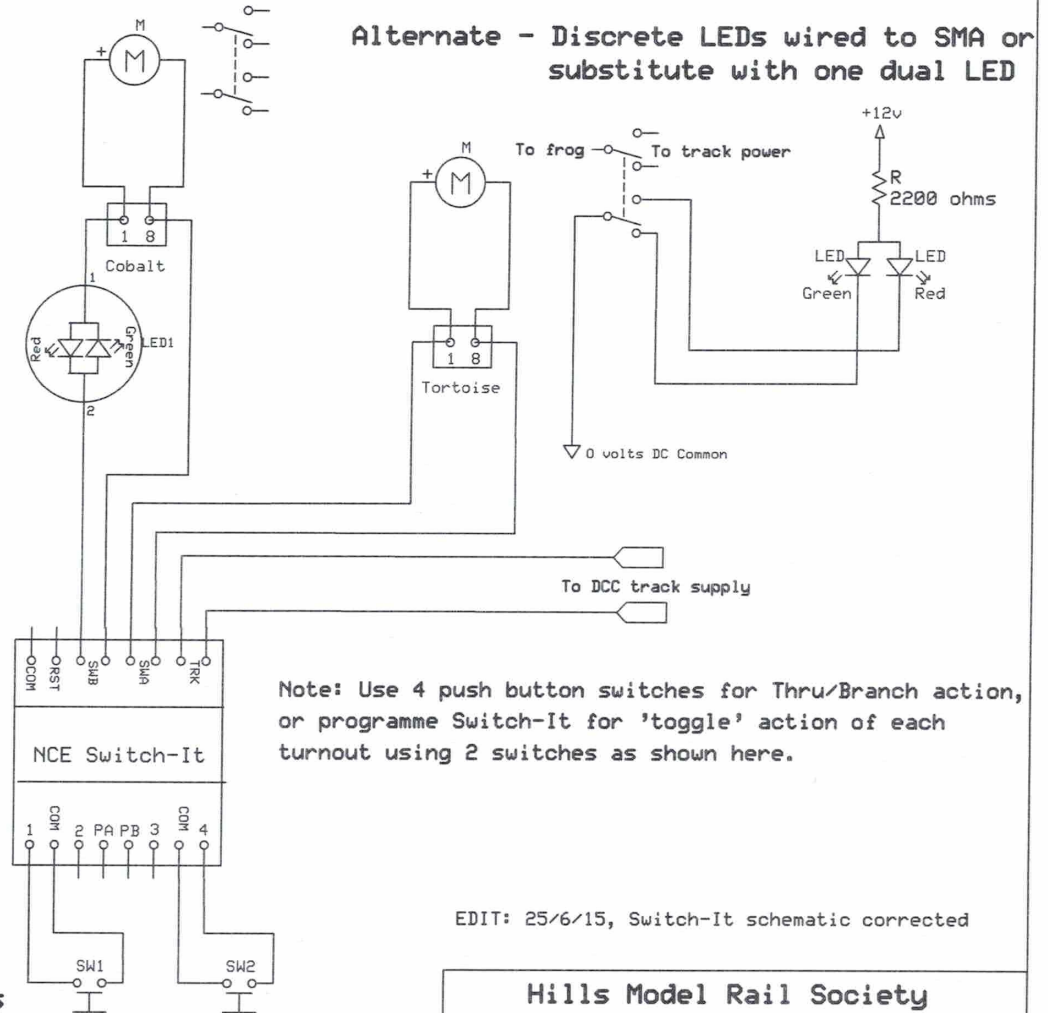 M
+
M
Alternate - Discrete LEDs wired to SMA or
substitute with one dual LED
+12v
M
+
M
To frog
To track power
R
2200 ohms
1 8
Cobalt
LED
LED
Green
Red
1
Red
Green
LED1
2
1 8
Tortoise
0 volts DC Common
To DCC track supply
COM
RST
SWB
SWA
TRK
Note: Use 4 push button switches for Thru/Branch action,
or programme Switch-It for 'toggle' action of each
turnout using 2 switches as shown here.
NCE Switch-It
1 COM 2 PA PB 3 COM 4
EDIT: 25/6/15, Switch-It schematic corrected
SW1
SW2
Hills Model Rail Society
s